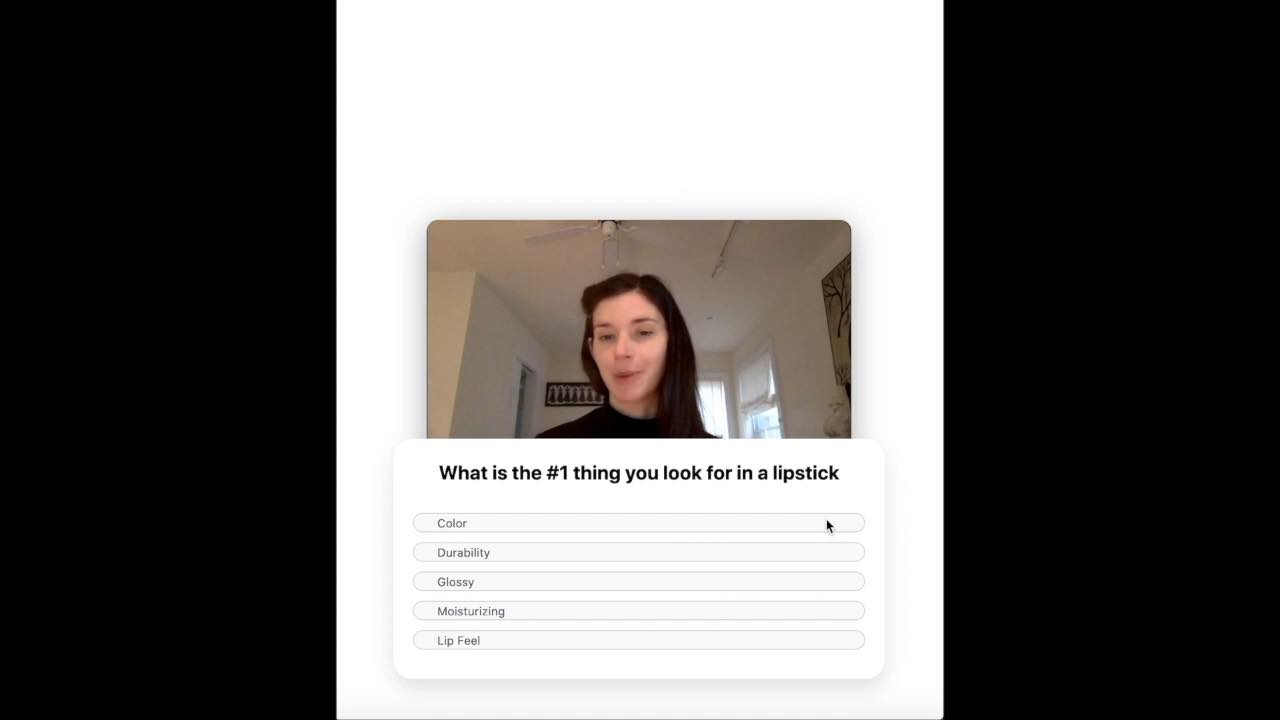 What is the #1 thing you look for in a lipstick
Color
Durability
Glossy
Moisturizing
Lip Feel